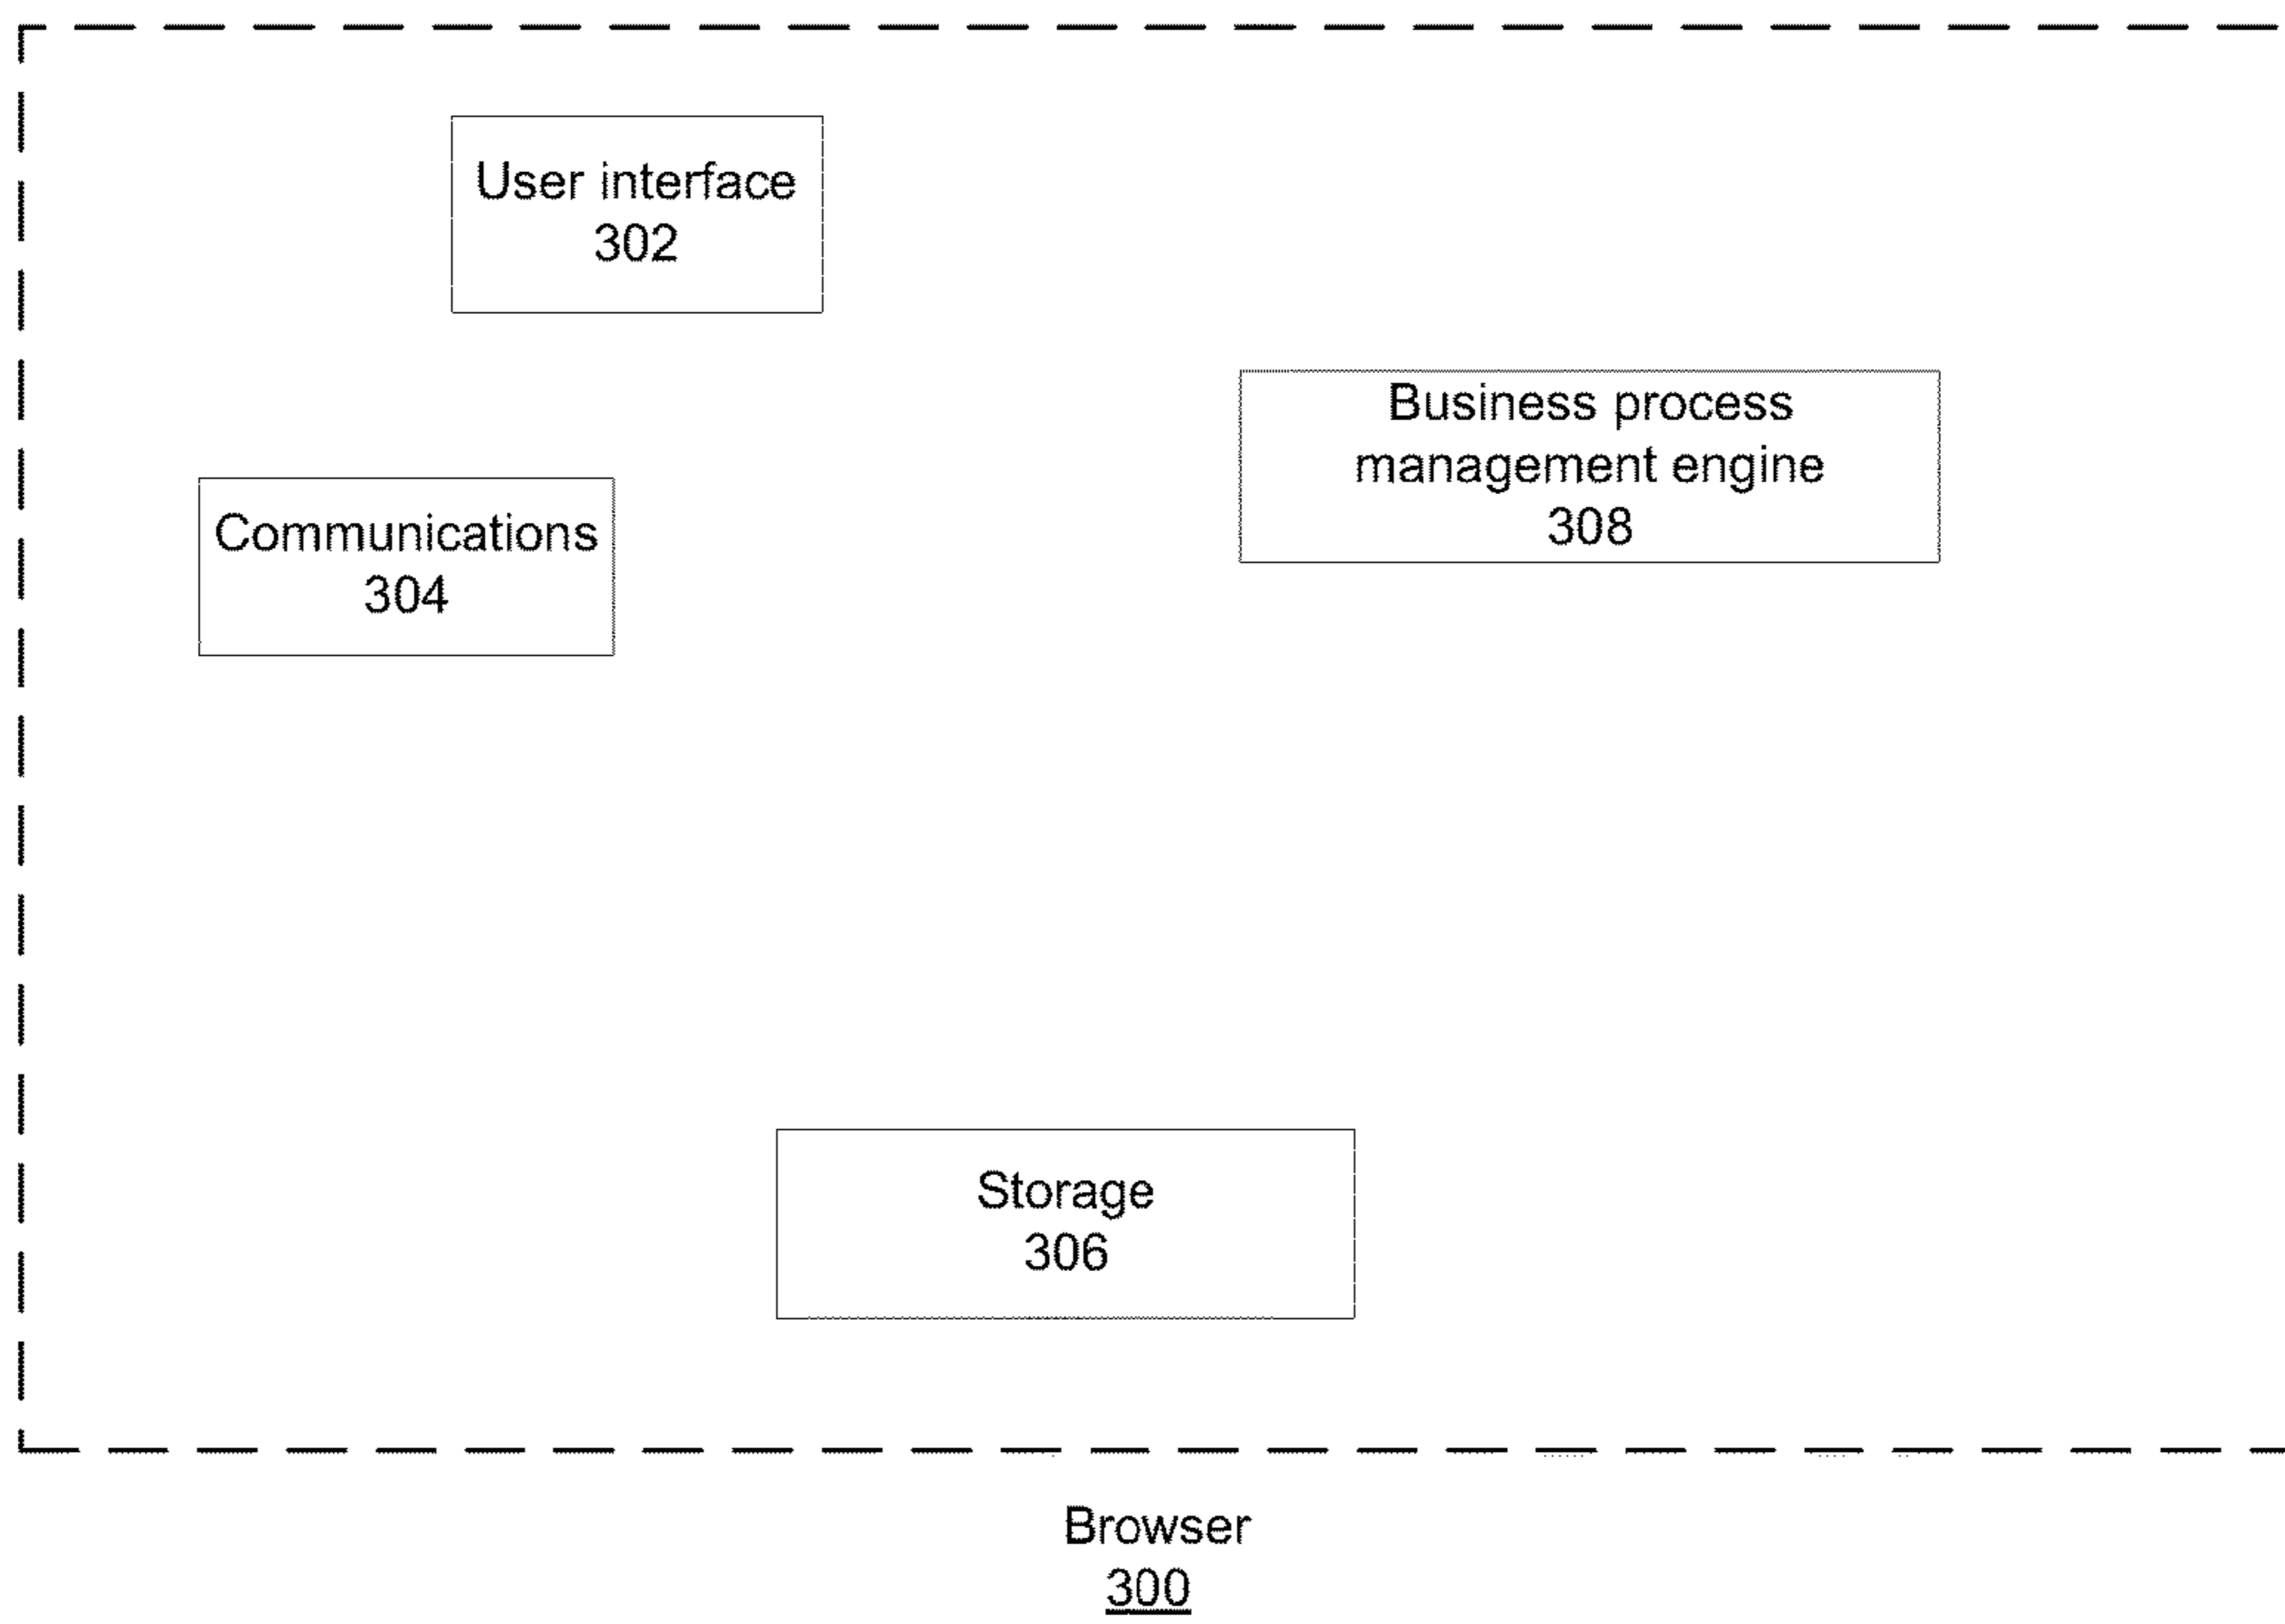 User interface
302
Business process
management engine
308
Communications
304
Storage
306
Browser
300